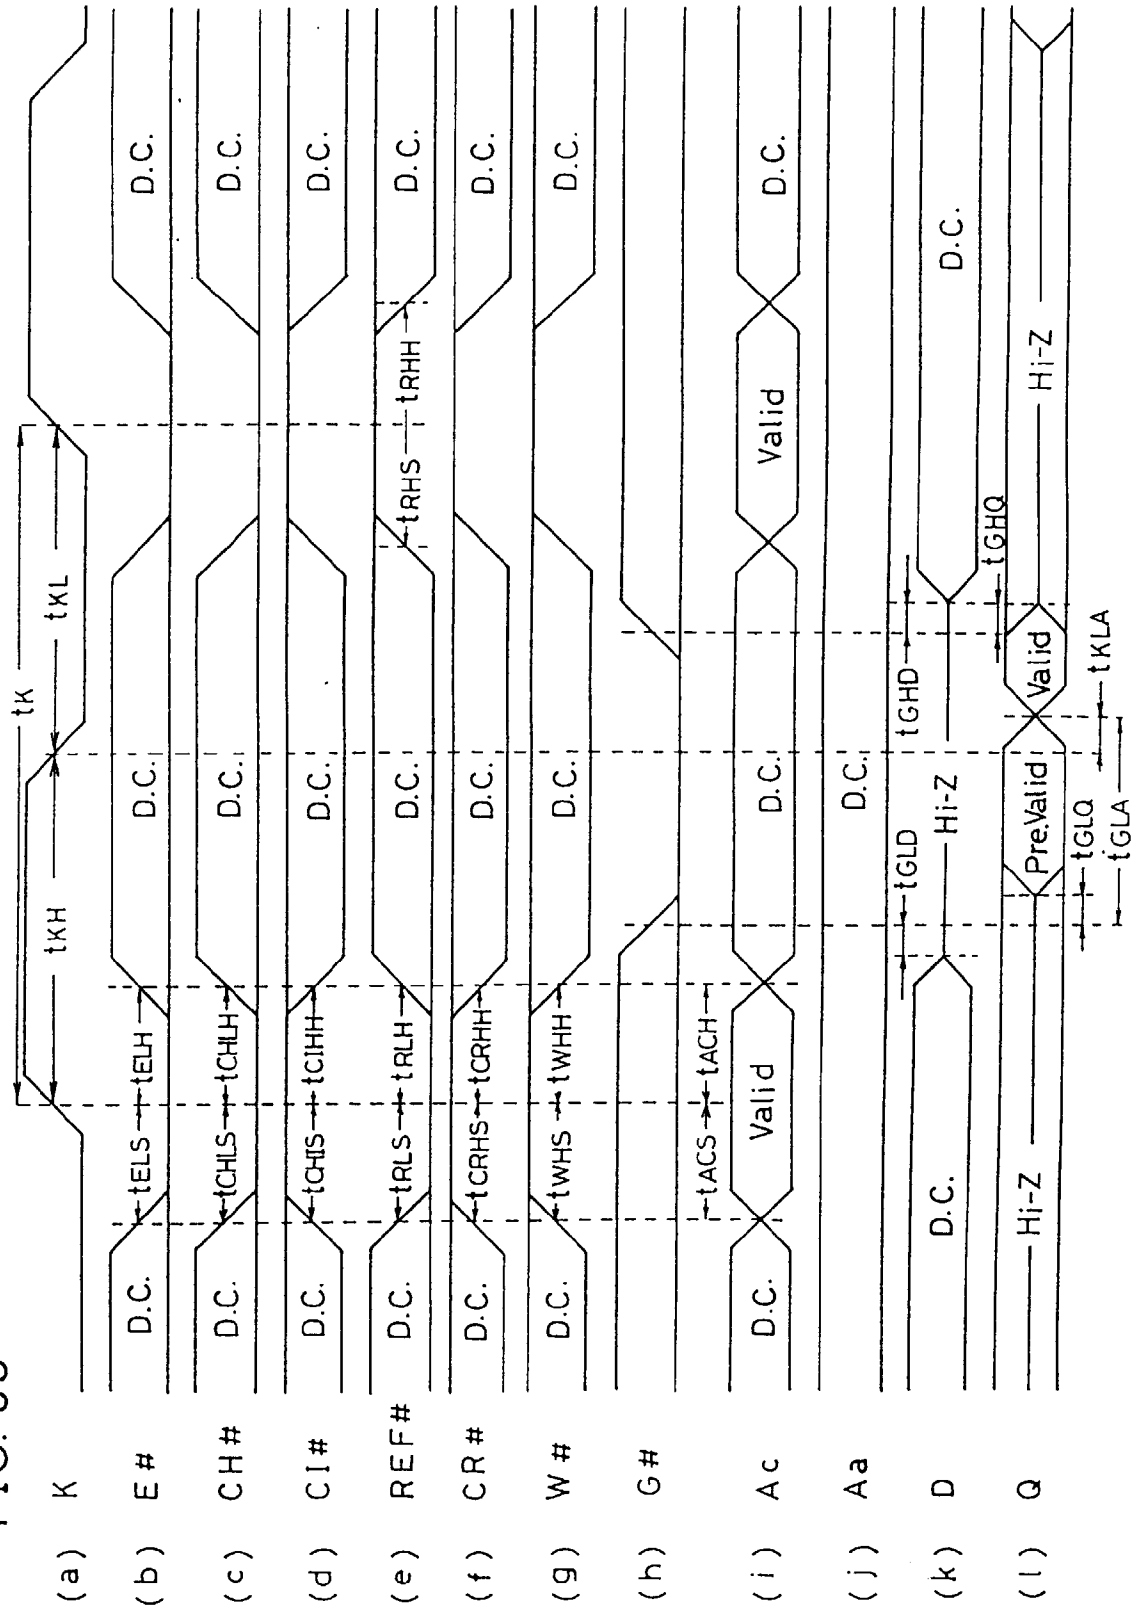 FIG.
(a) K tK
tKH tKL
(b) E# D.C. tELS tELH D.C. D.C.
(c) CH# D.C. tCHLS tCHLH D.C. D.C.
(d) CI# D.C. tCHIS tCIHH D.C. D.C.
(e) REF# D.C. tRLS tRLH D.C. tRHS tRHH D.C.
(f) CR# D.C. tCRHS tCRHH D.C. D.C.
(g) W# D.C. tWHS tWHH D.C. D.C.
(h) G#
tACS tACH
(i) Ac D.C. Valid D.C. Valid D.C.
(j) Aa D.C.
tGLD tGHD
(k) D D.C. Hi-Z D.C.
tGHQ
(l) Q Hi-Z Pre.Valid Valid Hi-Z
tGLQ tKLA
tGLA